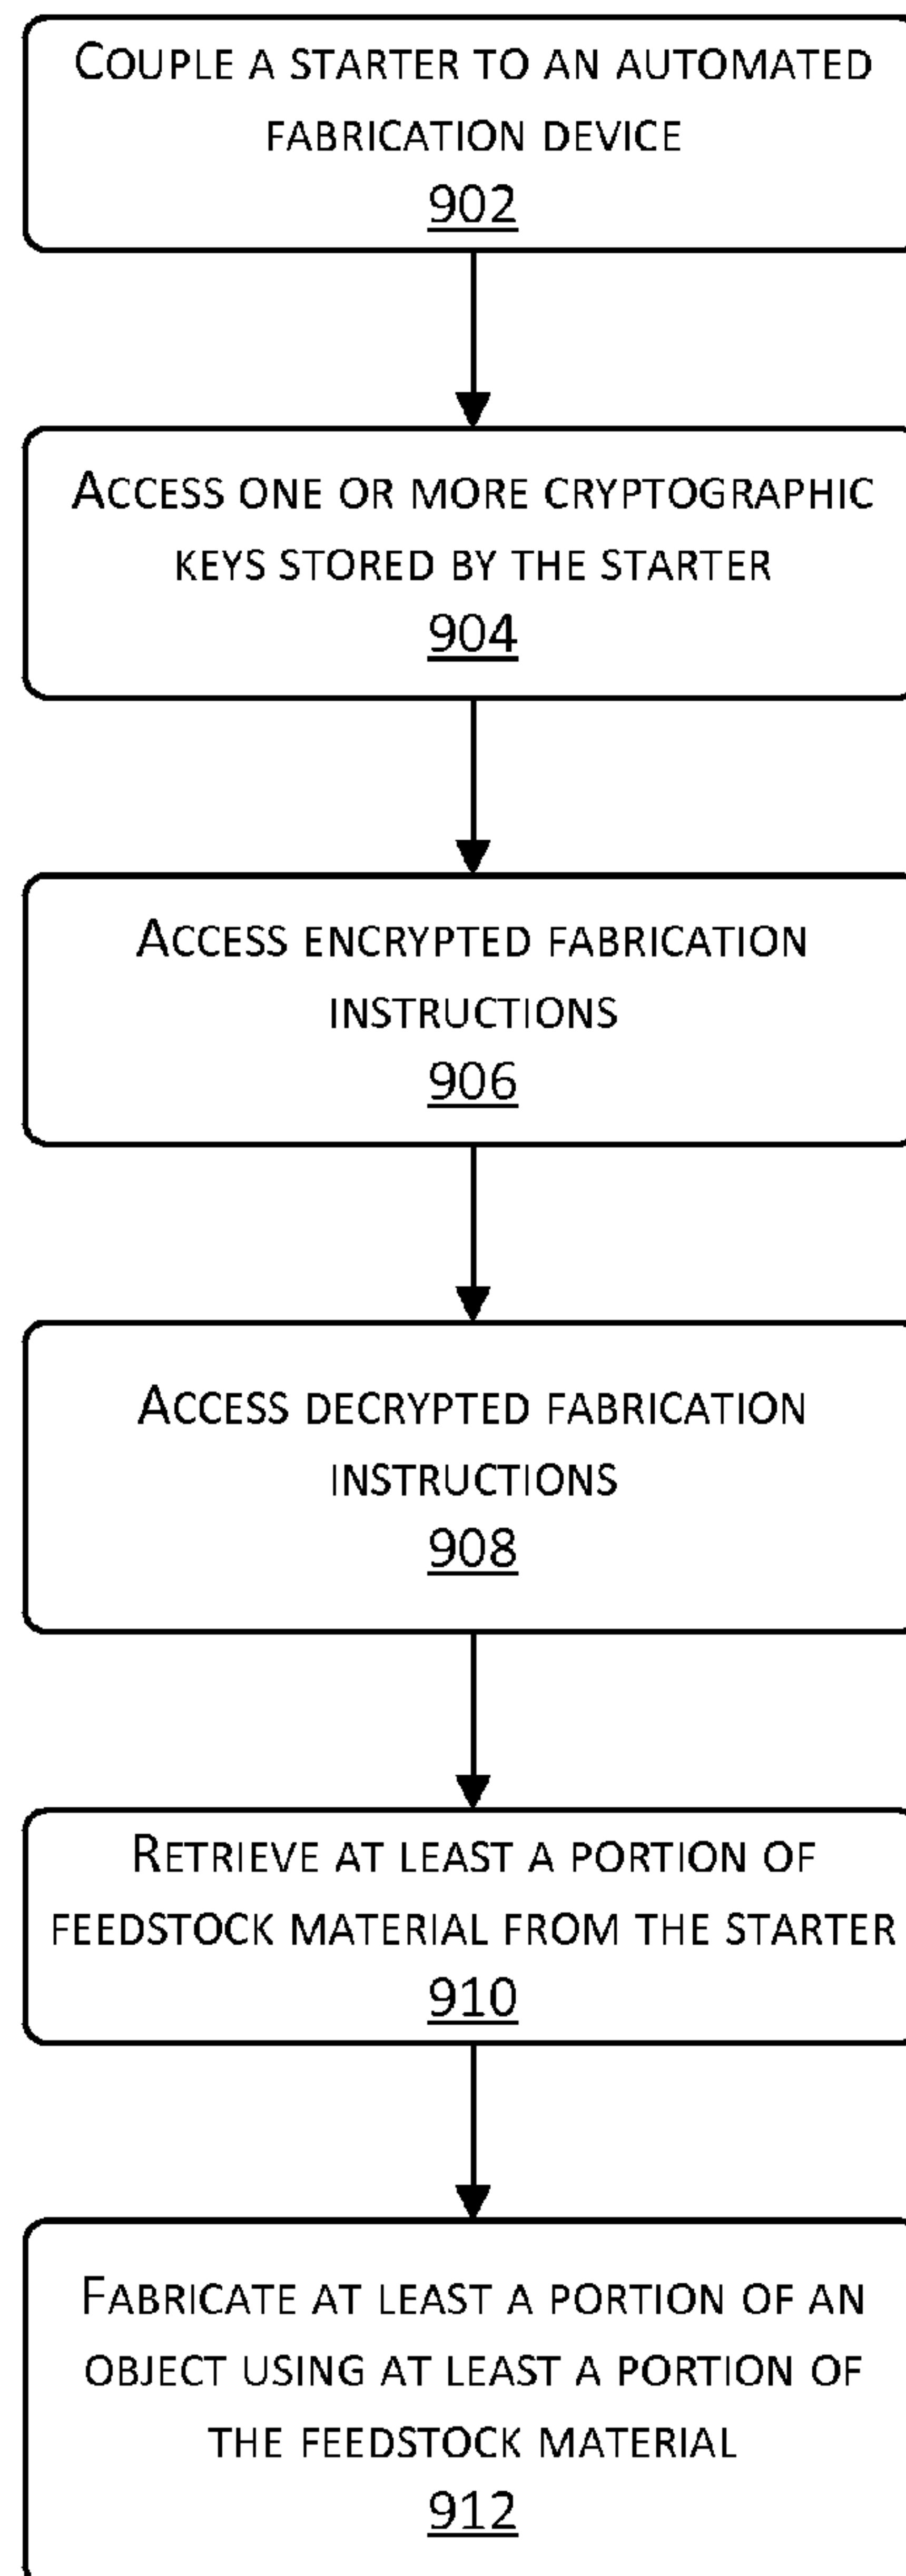 COUPLE A STARTER TO AN AUTOMATED
FABRICATION DEVICE
902
ACCESS ONE OR MORE CRYPTOGRAPHIC
KEYS STORED BY THE STARTER
904
ACCESS ENCRYPTED FABRICATION
INSTRUCTIONS
906
ACCESS DECRYPTED FABRICATION
INSTRUCTIONS
908
RETRIEVE AT LEAST A PORTION OF
FEEDSTOCK MATERIAL FROM THE STARTER
910
FABRICATE AT LEAST A PORTION OF AN
OBJECT USING AT LEAST A PORTION OF
THE FEEDSTOCK MATERIAL
912